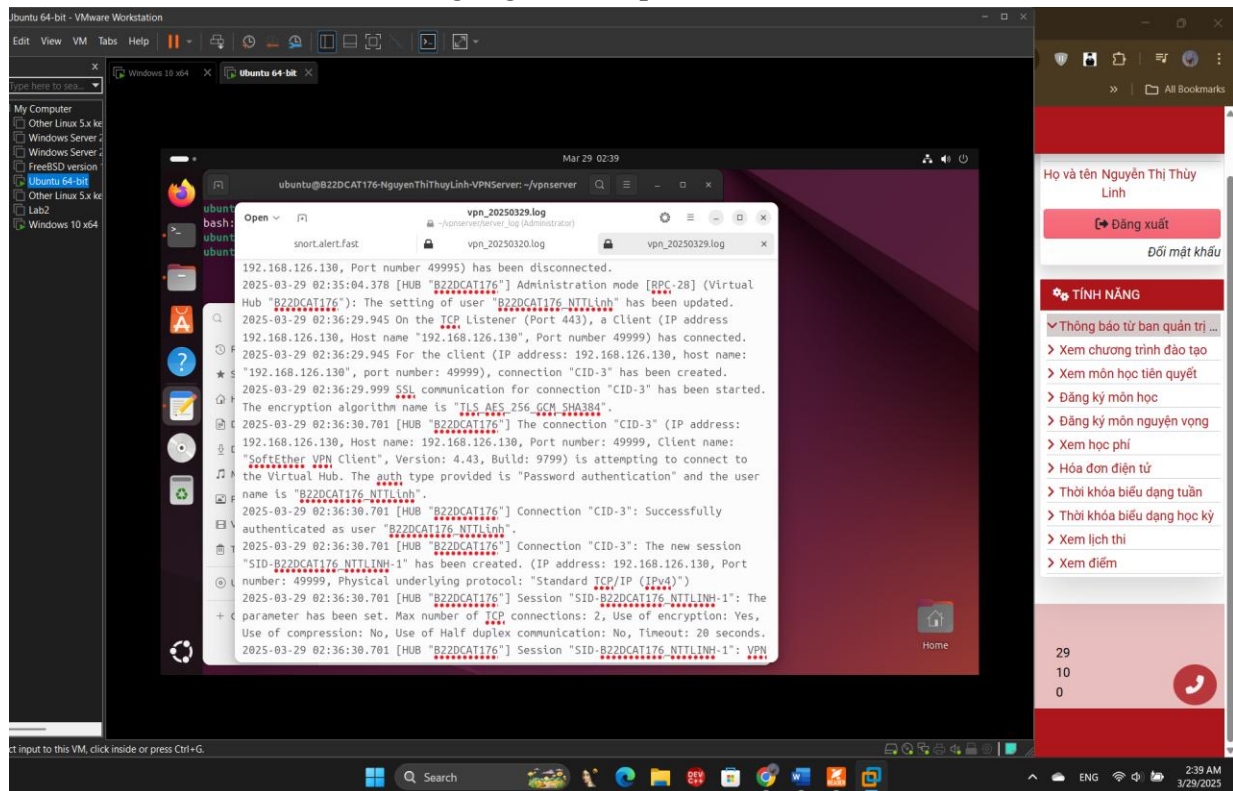 Ubuntu 64-bit - VMware Workstation
Edit View VM Tabs Help
Type here to sea...
My Computer
Other Linux 5.x ke
Windows Server 2
Windows Server 2
FreeBSD version 1
Ubuntu 64-bit
Other Linux 5.x ke
Lab2
Windows 10 x64
Windows 10 x64
Ubuntu 64-bit
Mar 29 02:39
ubuntu@B22DCAT176-NguyenThiThuyLinh-VPNServer: ~/vpnserver
ubunt
bash:
ubunt
ubunt
Open
vpn_20250329.log
~/vpnserver/server_log (Administrator)
snort.alert.fast
vpn_20250320.log
vpn_20250329.log
192.168.126.130, Port number 49995) has been disconnected.
2025-03-29 02:35:04.378 [HUB "B22DCAT176"] Administration mode [RPC-28] (Virtual
Hub "B22DCAT176"): The setting of user "B22DCAT176_NTTLinh" has been updated.
2025-03-29 02:36:29.945 On the TCP Listener (Port 443), a Client (IP address
192.168.126.130, Host name "192.168.126.130", Port number 49999) has connected.
2025-03-29 02:36:29.945 For the client (IP address: 192.168.126.130, host name:
"192.168.126.130", port number: 49999), connection "CID-3" has been created.
2025-03-29 02:36:29.999 SSL communication for connection "CID-3" has been started.
The encryption algorithm name is "TLS_AES_256_GCM_SHA384".
2025-03-29 02:36:30.701 [HUB "B22DCAT176"] The connection "CID-3" (IP address:
192.168.126.130, Host name: 192.168.126.130, Port number: 49999, Client name:
"SoftEther VPN Client", Version: 4.43, Build: 9799) is attempting to connect to
the Virtual Hub. The auth type provided is "Password authentication" and the user
name is "B22DCAT176_NTTLinh".
2025-03-29 02:36:30.701 [HUB "B22DCAT176"] Connection "CID-3": Successfully
authenticated as user "B22DCAT176_NTTLinh".
2025-03-29 02:36:30.701 [HUB "B22DCAT176"] Connection "CID-3": The new session
"SID-B22DCAT176_NTTLINH-1" has been created. (IP address: 192.168.126.130, Port
number: 49999, Physical underlying protocol: "Standard TCP/IP (IPv4)")
2025-03-29 02:36:30.701 [HUB "B22DCAT176"] Session "SID-B22DCAT176_NTTLINH-1": The
parameter has been set. Max number of TCP connections: 2, Use of encryption: Yes,
Use of compression: No, Use of Half duplex communication: No, Timeout: 20 seconds.
2025-03-29 02:36:30.701 [HUB "B22DCAT176"] Session "SID-B22DCAT176_NTTLINH-1": VPN
Home
ct input to this VM, click inside or press Ctrl+G.
All Bookmarks
Họ và tên Nguyễn Thị Thùy
Linh
Đăng xuất
Đổi mật khẩu
TÍNH NĂNG
Thông báo từ ban quản trị ...
Xem chương trình đào tạo
Xem môn học tiên quyết
Đăng ký môn học
Đăng ký môn nguyện vọng
Xem học phí
Hóa đơn điện tử
Thời khóa biểu dạng tuần
Thời khóa biểu dạng học kỳ
Xem lịch thi
Xem điểm
29
10
0
Search
ENG
2:39 AM
3/29/2025